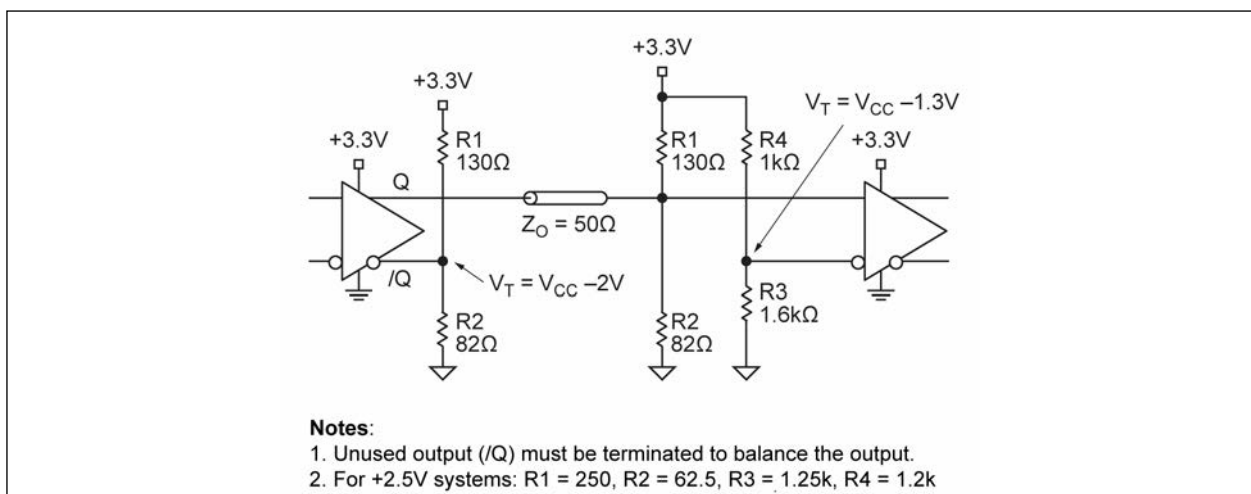 +3.3V
+3.3V
V_T = V_CC –1.3V
+3.3V
R1
130Ω
R1
130Ω
R4
1kΩ
+3.3V
Q
Z_O = 50Ω
/Q
V_T = V_CC –2V
R2
82Ω
R2
82Ω
R3
1.6kΩ
Notes:
1. Unused output (/Q) must be terminated to balance the output.
2. For +2.5V systems: R1 = 250, R2 = 62.5, R3 = 1.25k, R4 = 1.2k